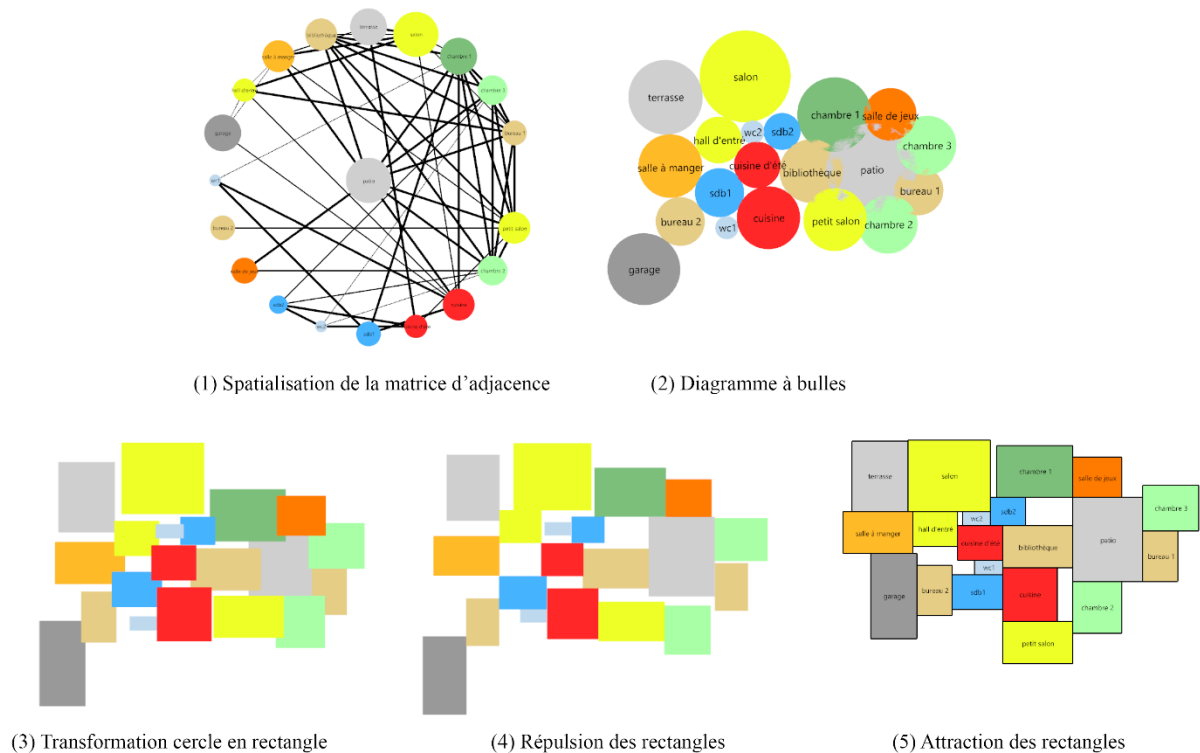 terrasse
salon
bibliothèque
chambre 1
salle à manger
chambre 3
hall d'entré
bureau 1
garage
patio
wc1
bureau 2
petit salon
salle de jeux
chambre 2
sdb2
cuisine
wc2
sdb1
cuisine d'été
(1) Spatialisation de la matrice d'adjacence
salon
terrasse
chambre 1
salle de jeux
wc2
sdb2
hall d'entré
chambre 3
salle à manger
cuisine d'été
bibliothèque
patio
sdb1
bureau 1
bureau 2
wc1
cuisine
petit salon
chambre 2
garage
(2) Diagramme à bulles
(3) Transformation cercle en rectangle
(4) Répulsion des rectangles
terrasse
salon
chambre 1
salle de jeux
chambre 3
sdb2
wc2
salle à manger
hall d'entré
cuisine d'été
bibliothèque
patio
bureau 1
wc1
garage
bureau 2
sdb1
cuisine
chambre 2
petit salon
(5) Attraction des rectangles